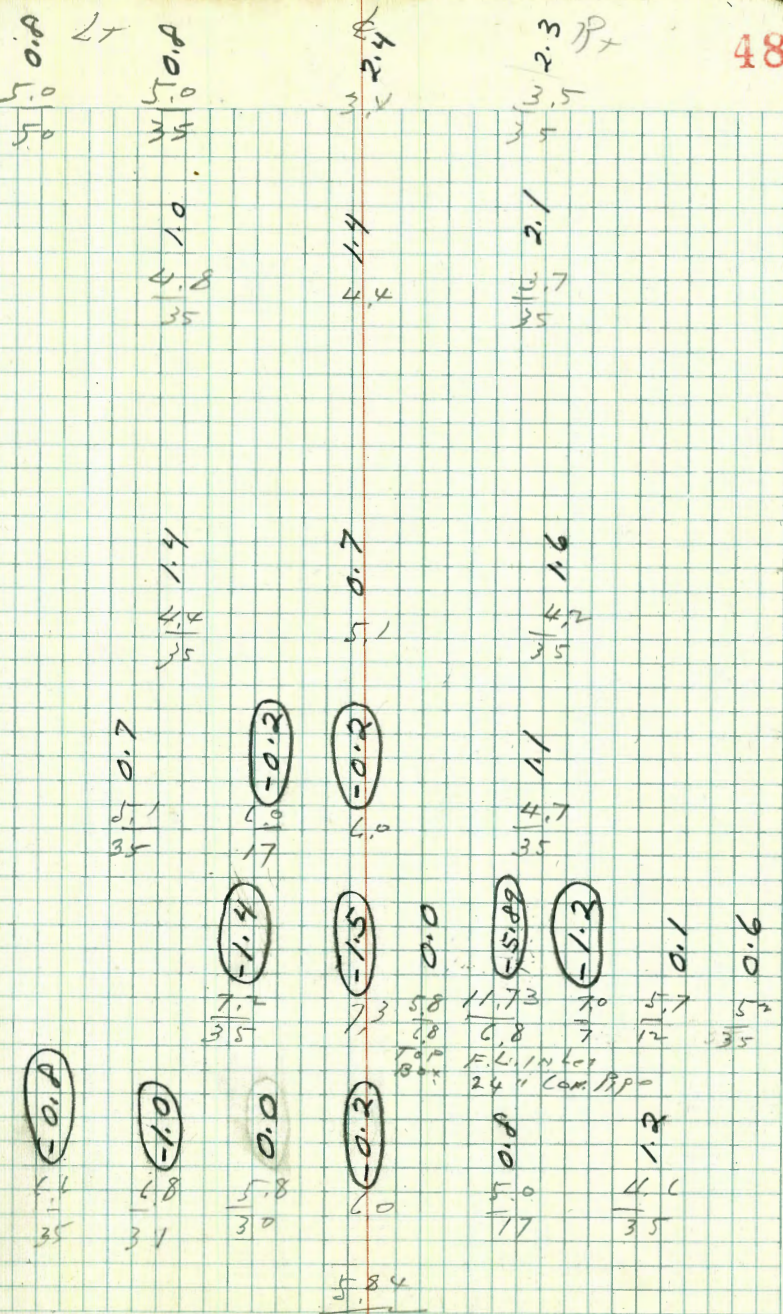 48
Lt ℄ Rt
0.8 0.8 2.4 2.3
5.0 5.0 3.4 3.5
50 35 35
1.0 1.4 2.1
4.8 4.4 3.7
35 35
1.4 0.7 1.6
4.4 5.1 4.2
35 35
0.7 -0.2 -0.2 1.1
5.1 6.0 6.0 4.7
35 17 35
-1.4 -1.5 0.0 -5.89 -1.2 0.1 0.6
7.2 7.3 5.8 11.73 7.0 5.7 5.2
35 6.8 6.8 7 12 35
Top F.L. Inlet
Box 24" Con. Pipe
-0.8 -1.0 0.0 -0.2 0.8 1.2
6.6 6.8 5.8 6.0 5.0 4.6
35 31 30 17 35
5.84